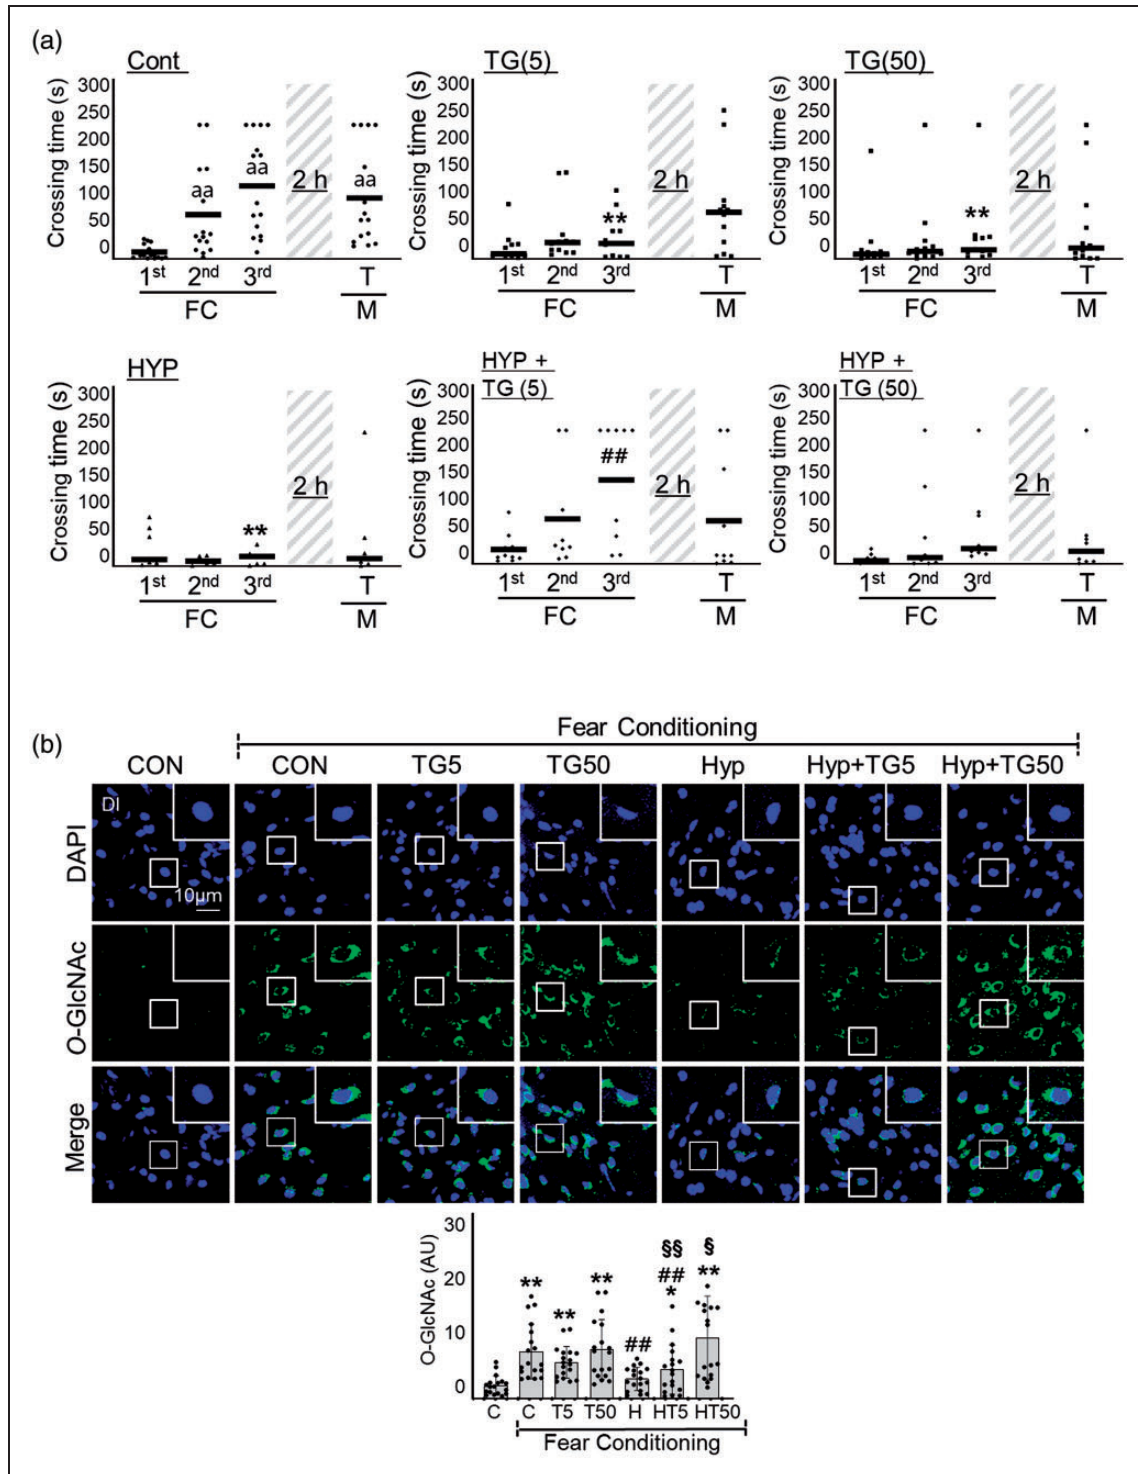 (a)
Cont
TG(5)
TG(50)
Crossing time (s)
300
250
200
150
100
50
0
aa
aa
aa
2 h
1st 2nd 3rd T
FC M
Crossing time (s)
300
250
200
150
100
50
0
**
2 h
1st 2nd 3rd T
FC M
Crossing time (s)
300
250
200
150
100
50
0
**
2 h
1st 2nd 3rd T
FC M
HYP
HYP +
TG (5)
HYP +
TG (50)
Crossing time (s)
300
250
200
150
100
50
0
**
2 h
1st 2nd 3rd T
FC M
Crossing time (s)
300
250
200
150
100
50
0
##
2 h
1st 2nd 3rd T
FC M
Crossing time (s)
300
250
200
150
100
50
0
2 h
1st 2nd 3rd T
FC M
(b)
Fear Conditioning
CON CON TG5 TG50 Hyp Hyp+TG5 Hyp+TG50
DI
DAPI
10µm
O-GlcNAc
Merge
O-GlcNAc (AU)
30
20
10
0
**
**
**
##
§§
##
*
§
**
C C T5 T50 H HT5 HT50
Fear Conditioning